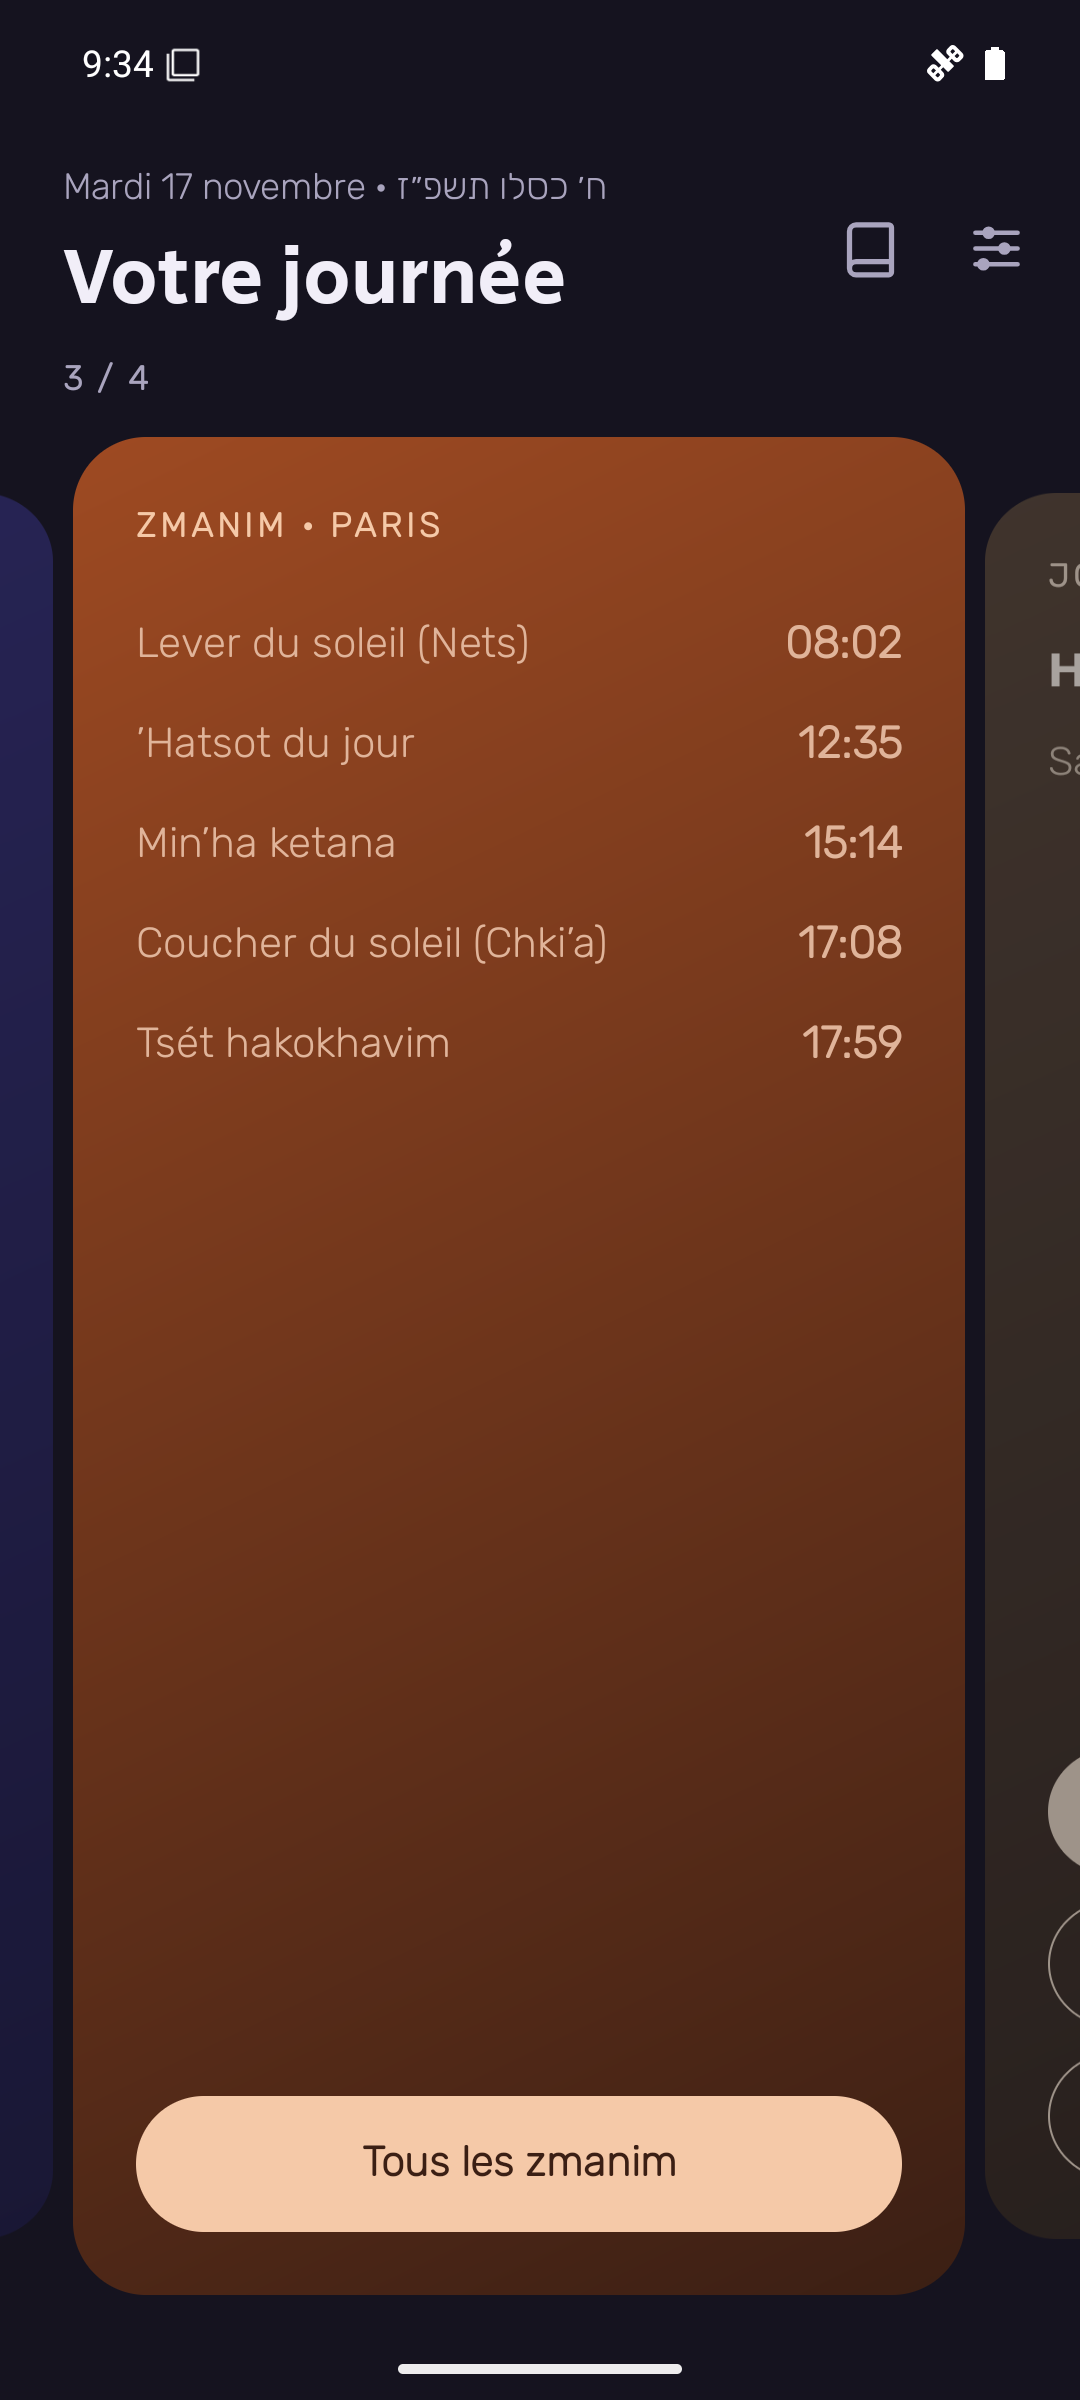 9:34
Mardi 17 novembre • ח׳ כסלו תשפ״ז
Votre journée
3 / 4
ZMANIM • PARIS
Lever du soleil (Nets) 08:02
’Hatsot du jour 12:35
Min’ha ketana 15:14
Coucher du soleil (Chki’a) 17:08
Tsét hakokhavim 17:59
Tous les zmanim